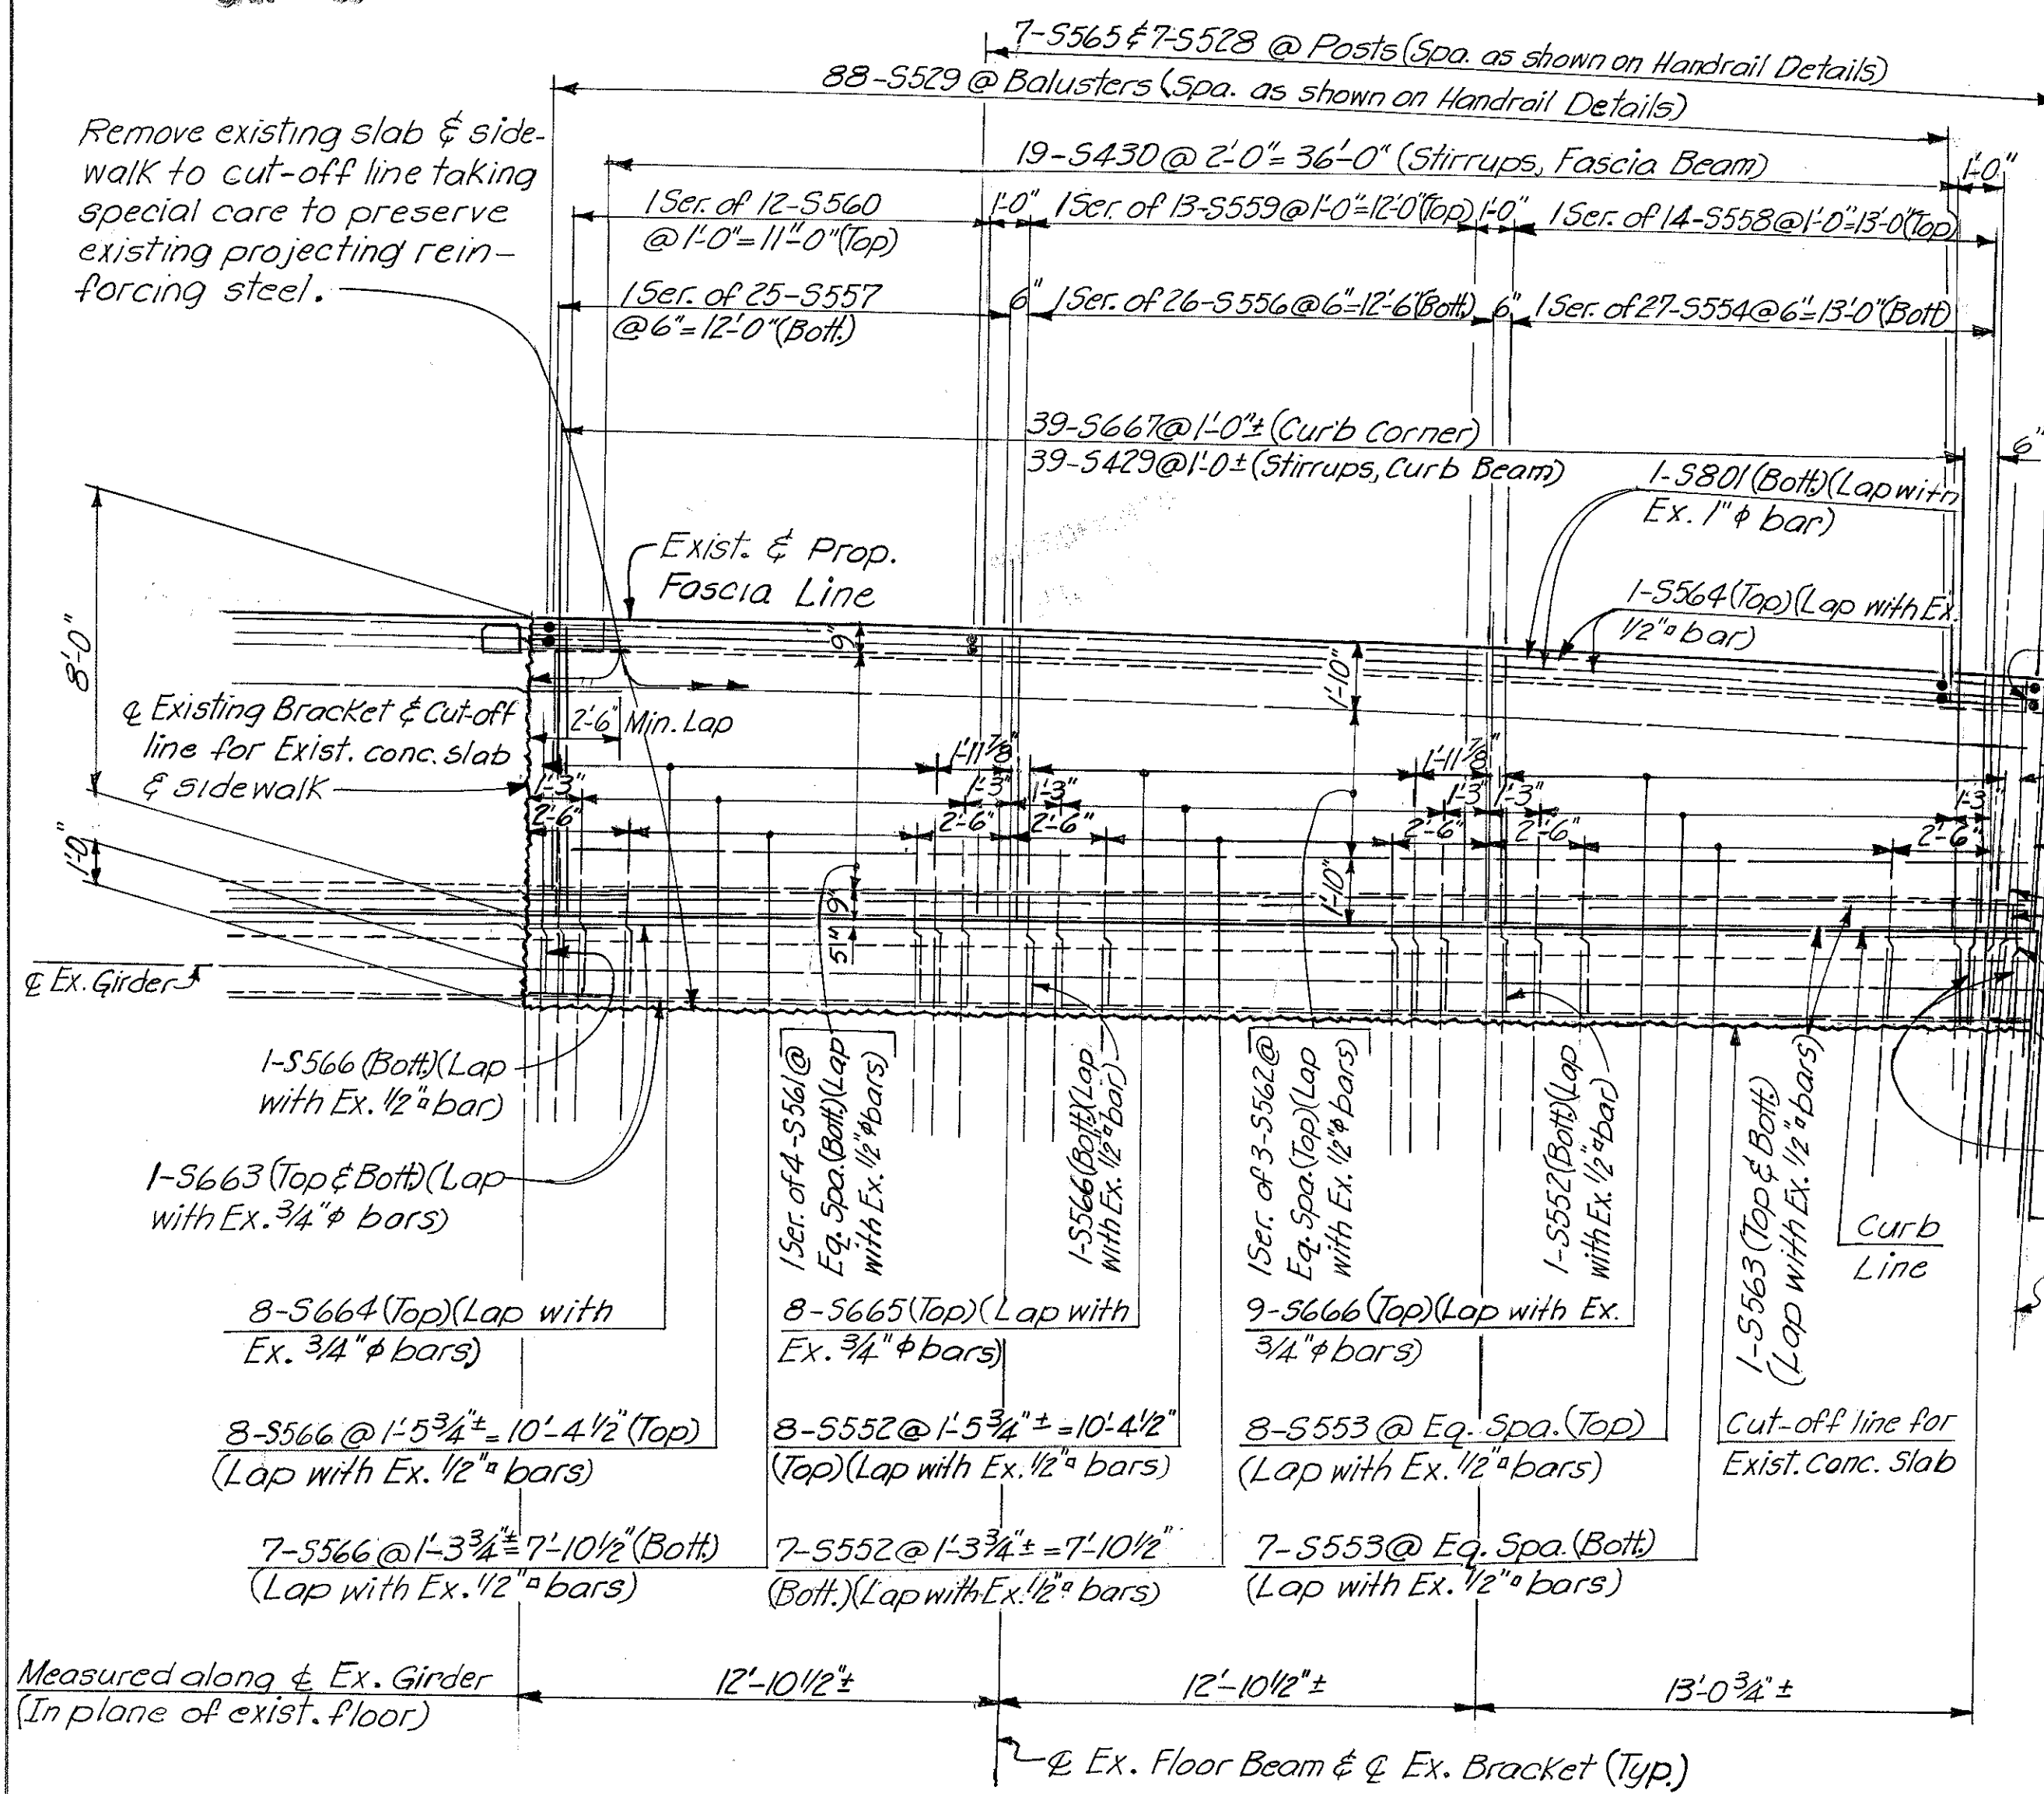 7-S565 & 7-S528 @ Posts (Spa. as shown on Handrail Details)
88-S529 @ Balusters (Spa. as shown on Handrail Details)
Remove existing slab & side-
walk to cut-off line taking
special care to preserve
existing projecting rein-
forcing steel.
19-S430 @ 2'-0" = 36'-0" (Stirrups, Fascia Beam)
1'-0"
1 Ser. of 12-S560
@ 1'-0" = 11"-0" (Top)
1'-0"
1 Ser. of 13-S559 @ 1'-0" = 12'-0" (Top)
1'-0"
1 Ser. of 14-S558 @ 1'-0" = 13'-0" (Top)
1 Ser. of 25-S557
@ 6" = 12'-0" (Bott.)
6"
1 Ser. of 26-S556 @ 6" = 12'-6" (Bott.)
6"
1 Ser. of 27-S554 @ 6" = 13'-0" (Bott)
39-S667 @ 1'-0" ± (Curb Corner)
39-S429 @ 1'-0 ± (Stirrups, Curb Beam)
6"
1-S801 (Bott.) (Lap with
Ex. 1" φ bar)
Exist. & Prop.
Fascia Line
1-S564 (Top) (Lap with Ex.
1/2" ▫ bar)
8'-0"
9"
1'-10"
℄ Existing Bracket & Cut-off
line for Exist. conc. slab
& sidewalk
2'-6" Min. Lap
1'-11 7/8"
1'-11 7/8"
1'-3"
1'-3"
1'-3"
1'-3"
1'-3"
1'-3"
2'-6"
2'-6"
2'-6"
2'-6"
2'-6"
2'-6"
1'-0"
9"
1'-10"
5"
℄ Ex. Girder
1-S566 (Bott.) (Lap
with Ex. 1/2" ▫ bar)
1-S663 (Top & Bott) (Lap
with Ex. 3/4" φ bars)
1 Ser. of 4-S561 @
Eq. Spa. (Bott.) (Lap
with Ex. 1/2" φ bars)
1-S566 (Bott) (Lap
with Ex. 1/2" ▫ bar)
1 Ser. of 3-S562 @
Eq. Spa. (Top) (Lap
with Ex. 1/2" φ bars)
1-S552 (Bott) (Lap
with Ex. 1/2" ▫ bar)
1-S563 (Top & Bott.)
(Lap with Ex. 1/2" ▫ bars)
Curb
Line
8-S664 (Top) (Lap with
Ex. 3/4" φ bars)
8-S665 (Top) (Lap with
Ex. 3/4" φ bars)
9-S666 (Top) (Lap with Ex.
3/4" φ bars)
8-S566 @ 1'-5 3/4" ± = 10'-4 1/2" (Top)
(Lap with Ex. 1/2" ▫ bars)
8-S552 @ 1'-5 3/4" ± = 10'-4 1/2"
(Top) (Lap with Ex. 1/2" ▫ bars)
8-S553 @ Eq. Spa. (Top)
(Lap with Ex. 1/2" ▫ bars)
Cut-off line for
Exist. Conc. Slab
7-S566 @ 1'-3 3/4" ± = 7'-10 1/2" (Bott.)
(Lap with Ex. 1/2" ▫ bars)
7-S552 @ 1'-3 3/4" ± = 7'-10 1/2"
(Bott.) (Lap with Ex. 1/2" ▫ bars)
7-S553 @ Eq. Spa. (Bott.)
(Lap with Ex. 1/2" ▫ bars)
Measured along ℄ Ex. Girder
(In plane of exist. floor)
12'-10 1/2" ±
12'-10 1/2" ±
13'-0 3/4" ±
℄ Ex. Floor Beam & ℄ Ex. Bracket (Typ.)